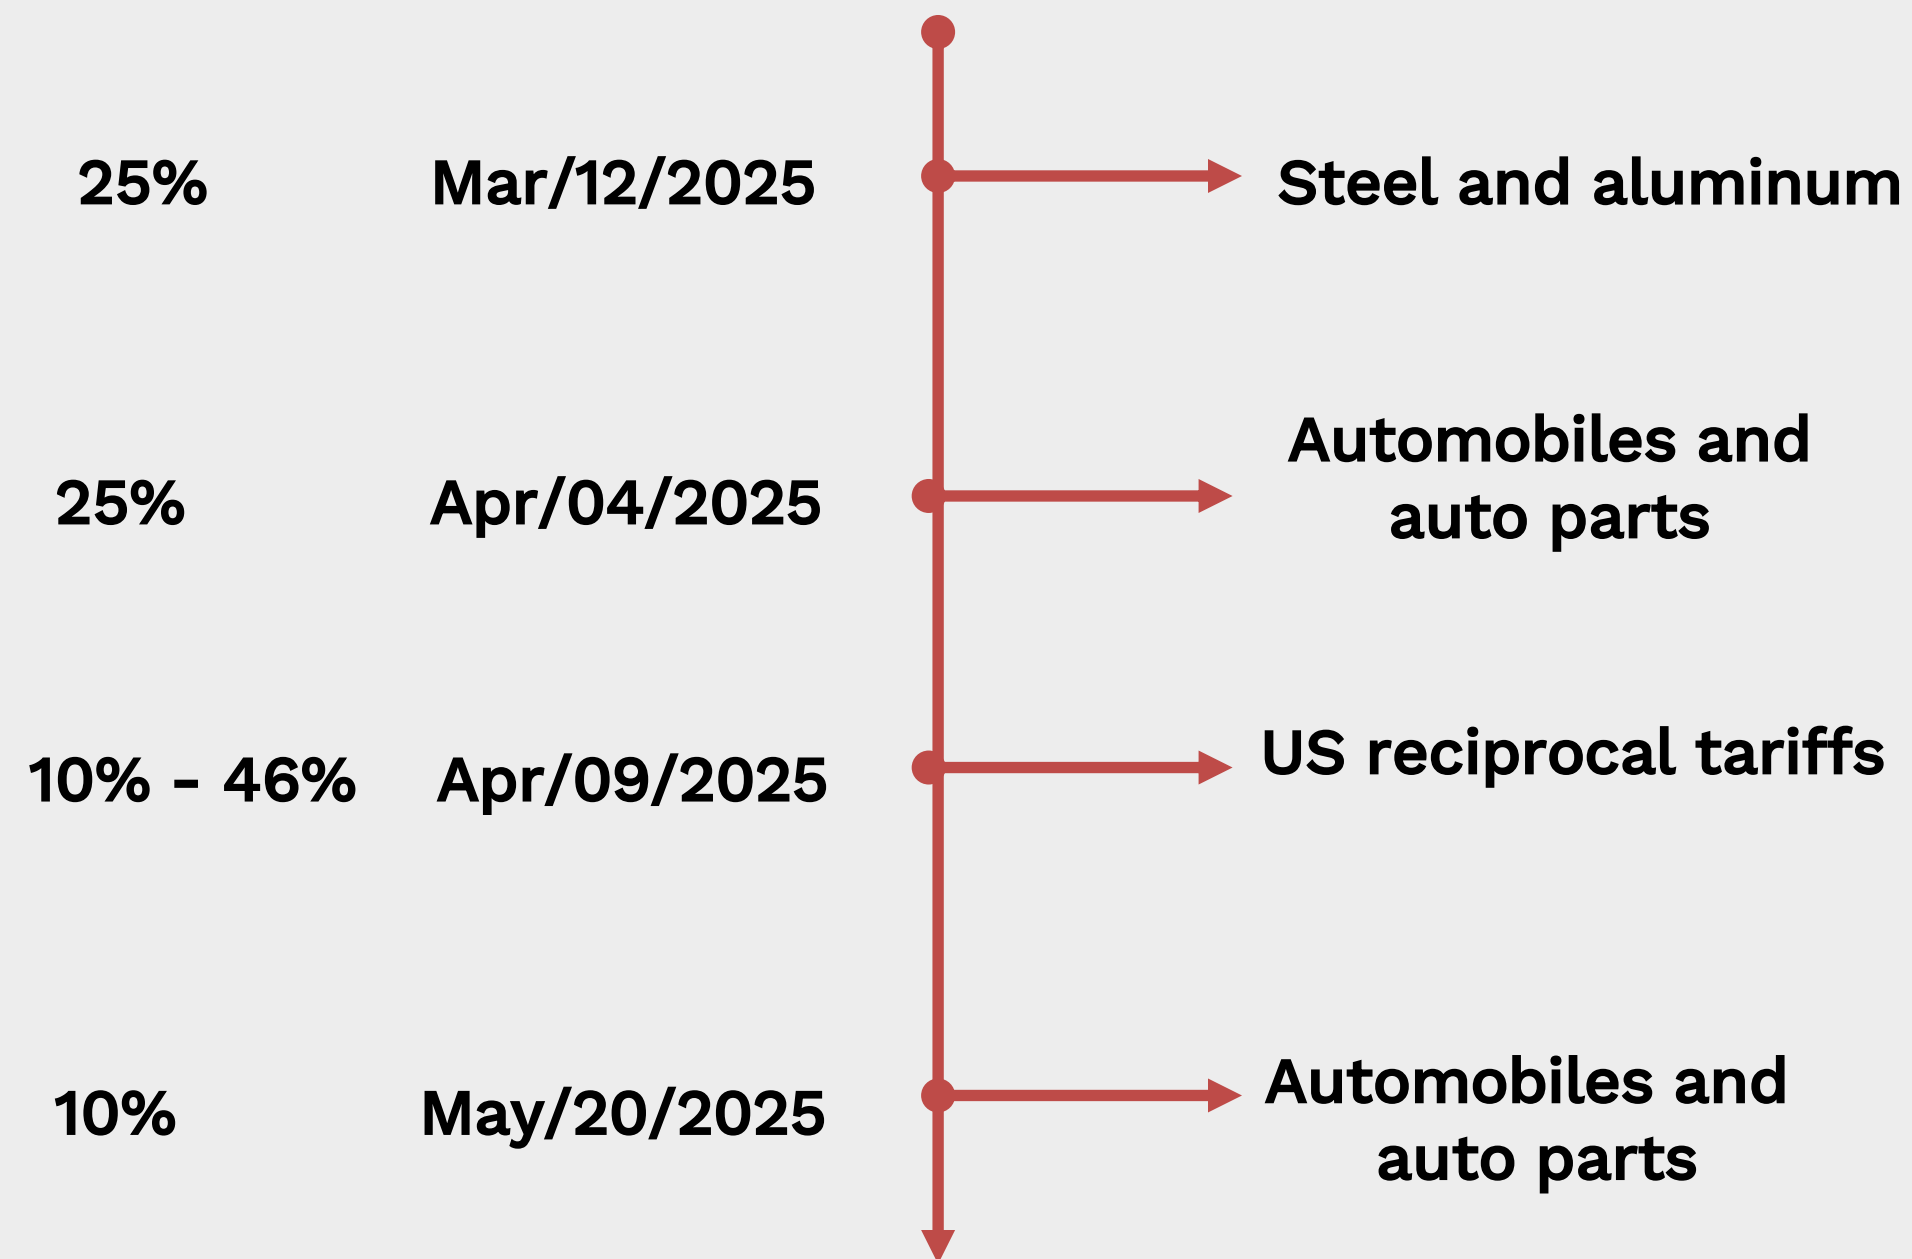 25%
Mar/12/2025
Steel and aluminum
25%
Apr/04/2025
Automobiles and
auto parts
10% - 46%
Apr/09/2025
US reciprocal tariffs
10%
May/20/2025
Automobiles and
auto parts